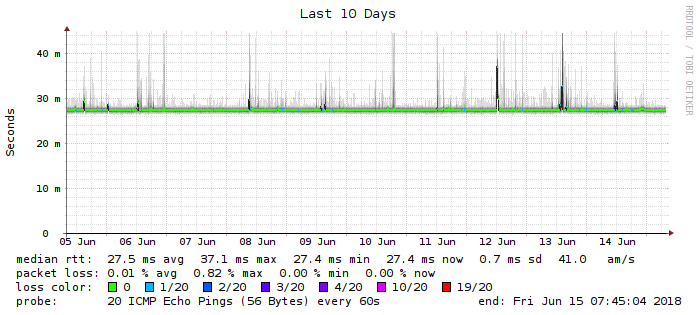 Last 10 Days
RRDTOOL / TOBI OETIKER
Seconds
40 m
30 m
20 m
10 m
0
05 Jun 06 Jun 07 Jun 08 Jun 09 Jun 10 Jun 11 Jun 12 Jun 13 Jun 14 Jun
median rtt: 27.5 ms avg 37.1 ms max 27.4 ms min 27.4 ms now 0.7 ms sd 41.0 am/s
packet loss: 0.01 % avg 0.82 % max 0.00 % min 0.00 % now
loss color: 0 1/20 2/20 3/20 4/20 10/20 19/20
probe: 20 ICMP Echo Pings (56 Bytes) every 60s end: Fri Jun 15 07:45:04 2018